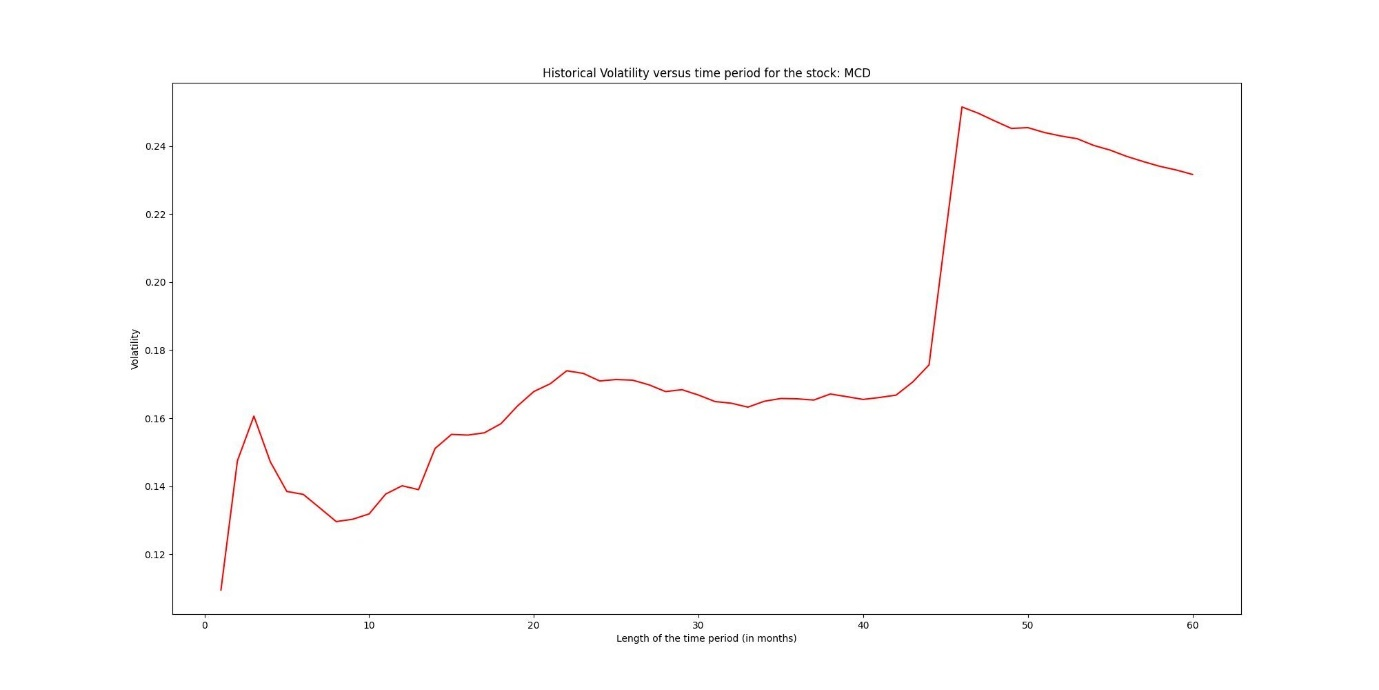 Historical Volatility versus time period for the stock: MCD
Volatility
0.24
0.22
0.20
0.18
0.16
0.14
0.12
0 10 20 30 40 50 60
Length of the time period (in months)